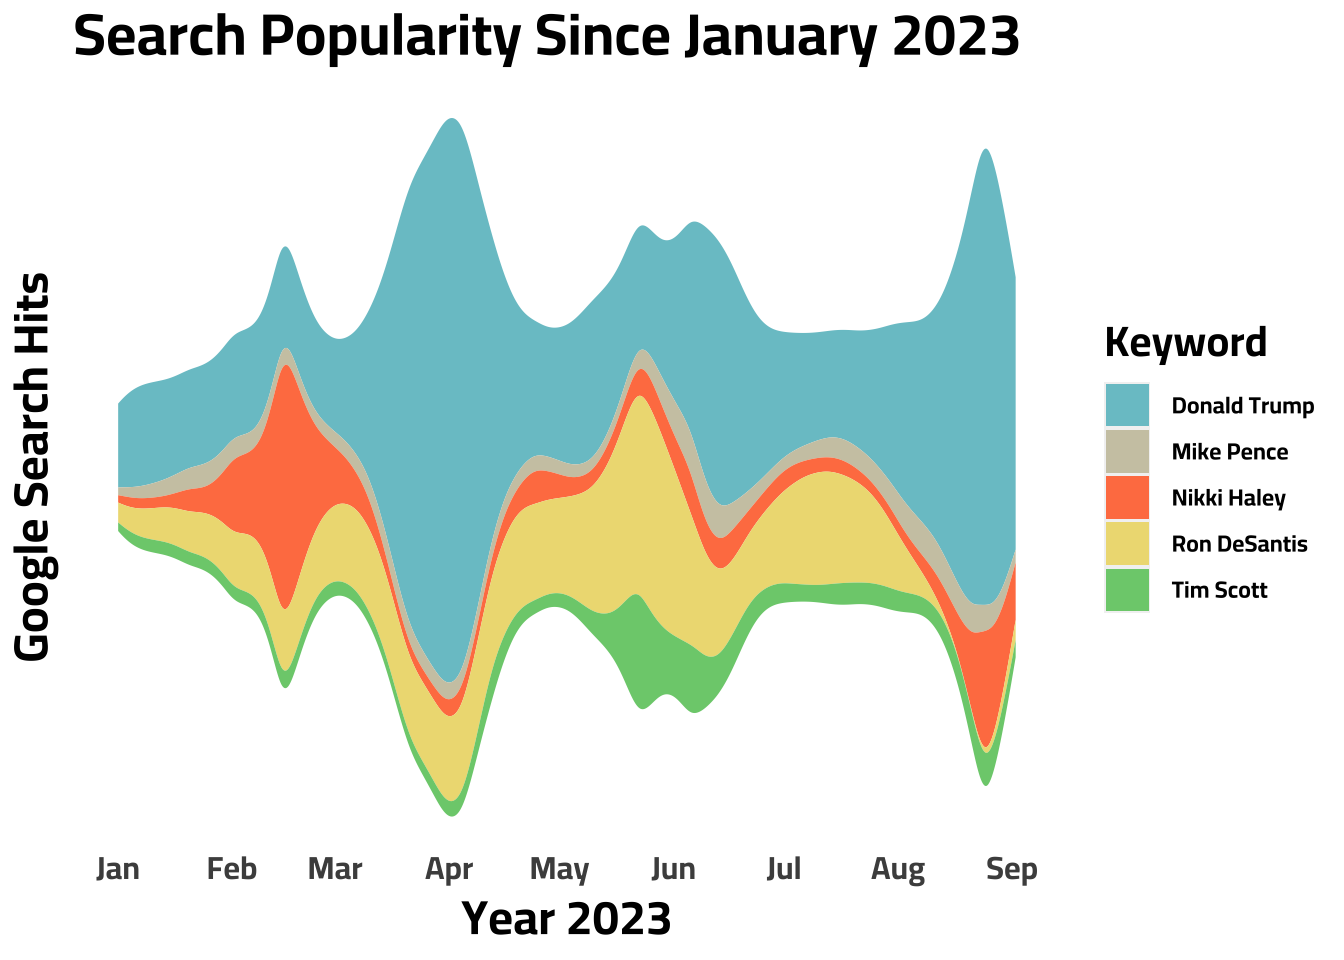 Search Popularity Since January 2023
Google Search Hits
Keyword
Donald Trump
Mike Pence
Nikki Haley
Ron DeSantis
Tim Scott
Jan Feb Mar Apr May Jun Jul Aug Sep
Year 2023